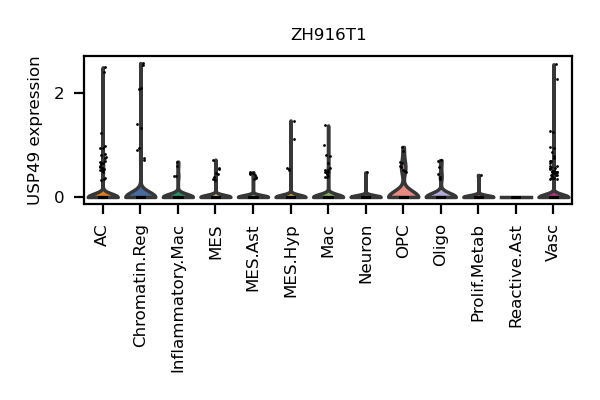 ZH916T1
USP49 expression
2
0
AC
Chromatin.Reg
Inflammatory.Mac
MES
MES.Ast
MES.Hyp
Mac
Neuron
OPC
Oligo
Prolif.Metab
Reactive.Ast
Vasc